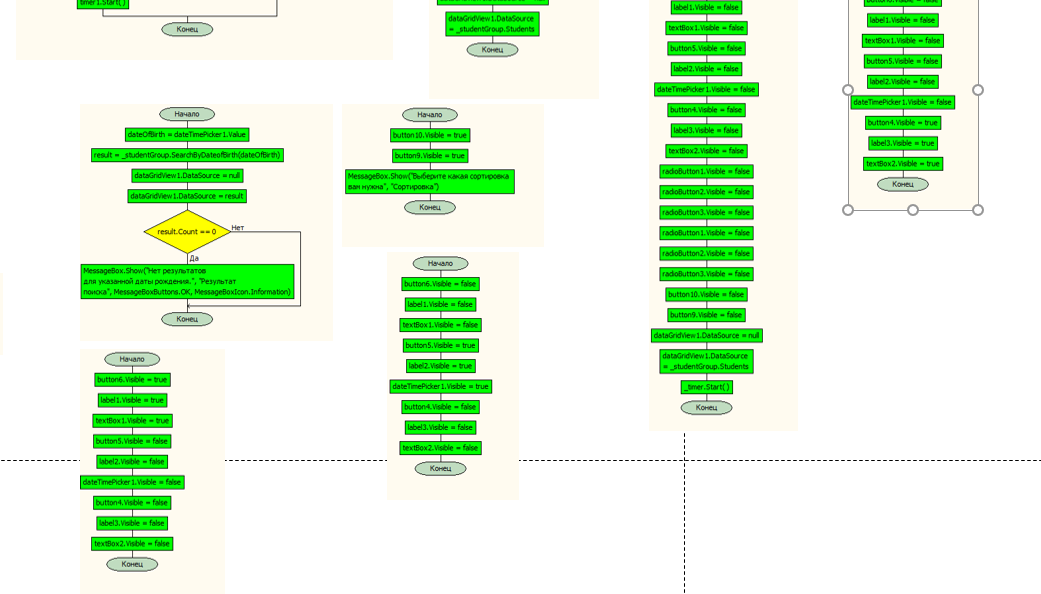 timer1.Start( )
Конец
dataGridView1.DataSource
= _studentGroup.Students
Конец
Начало
dateOfBirth = dateTimePicker1.Value
result = _studentGroup.SearchByDateofBirth(dateOfBirth)
dataGridView1.DataSource = null
dataGridView1.DataSource = result
result.Count == 0
Нет
Да
MessageBox.Show("Нет результатов
для указанной даты рождения.", "Результат
поиска", MessageBoxButtons.OK, MessageBoxIcon.Information)
Конец
Начало
button10.Visible = true
button9.Visible = true
MessageBox.Show("Выберите какая сортировка
вам нужна", "Сортировка")
Конец
Начало
button6.Visible = true
label1.Visible = true
textBox1.Visible = true
button5.Visible = false
label2.Visible = false
dateTimePicker1.Visible = false
button4.Visible = false
label3.Visible = false
textBox2.Visible = false
Конец
Начало
button6.Visible = false
label1.Visible = false
textBox1.Visible = false
button5.Visible = true
label2.Visible = true
dateTimePicker1.Visible = true
button4.Visible = false
label3.Visible = false
textBox2.Visible = false
Конец
label1.Visible = false
textBox1.Visible = false
button5.Visible = false
label2.Visible = false
dateTimePicker1.Visible = false
button4.Visible = false
label3.Visible = false
textBox2.Visible = false
radioButton1.Visible = false
radioButton2.Visible = false
radioButton3.Visible = false
radioButton1.Visible = false
radioButton2.Visible = false
radioButton3.Visible = false
button10.Visible = false
button9.Visible = false
dataGridView1.DataSource = null
dataGridView1.DataSource
= _studentGroup.Students
_timer.Start( )
Конец
label1.Visible = false
textBox1.Visible = false
button5.Visible = false
label2.Visible = false
dateTimePicker1.Visible = false
button4.Visible = true
label3.Visible = true
textBox2.Visible = true
Конец